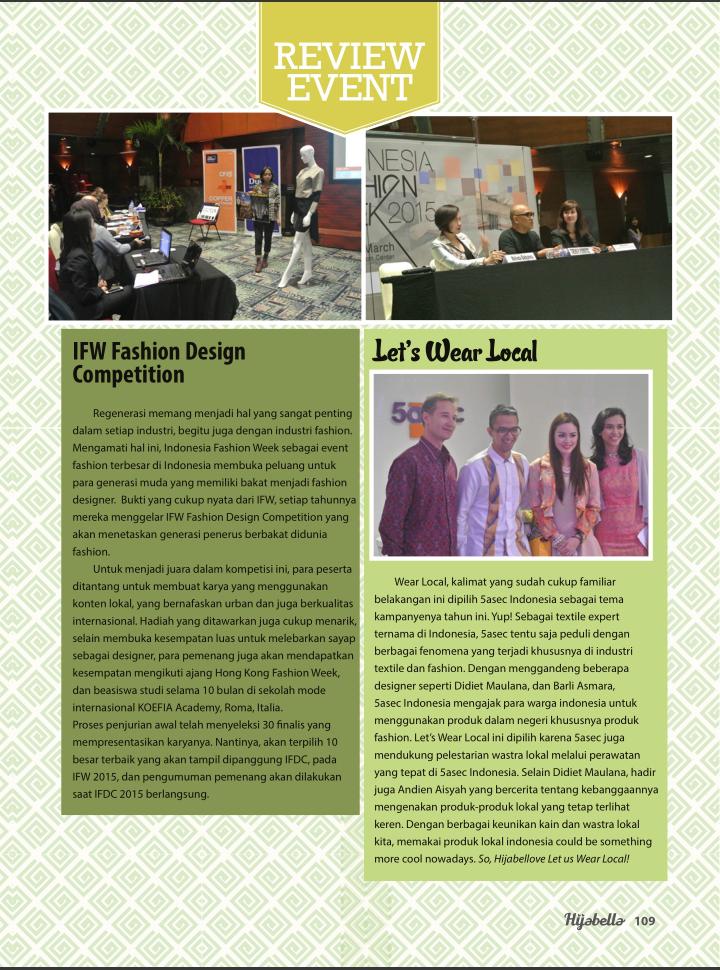 REVIEW
EVENT
NESIA
HION
K 2015
March
IFW Fashion Design
Competition
Regenerasi memang menjadi hal yang sangat penting
dalam setiap industri, begitu juga dengan industri fashion.
Mengamati hal ini, Indonesia Fashion Week sebagai event
fashion terbesar di Indonesia membuka peluang untuk
para generasi muda yang memiliki bakat menjadi fashion
designer. Bukti yang cukup nyata dari IFW, setiap tahunnya
mereka menggelar IFW Fashion Design Competition yang
akan menetaskan generasi penerus berbakat didunia
fashion.
Untuk menjadi juara dalam kompetisi ini, para peserta
ditantang untuk membuat karya yang menggunakan
konten lokal, yang bernafaskan urban dan juga berkualitas
internasional. Hadiah yang ditawarkan juga cukup menarik,
selain membuka kesempatan luas untuk melebarkan sayap
sebagai designer, para pemenang juga akan mendapatkan
kesempatan mengikuti ajang Hong Kong Fashion Week,
dan beasiswa studi selama 10 bulan di sekolah mode
internasional KOEFIA Academy, Roma, Italia.
Proses penjurian awal telah menyeleksi 30 finalis yang
mempresentasikan karyanya. Nantinya, akan terpilih 10
besar terbaik yang akan tampil dipanggung IFDC, pada
IFW 2015, dan pengumuman pemenang akan dilakukan
saat IFDC 2015 berlangsung.
Let's Wear Local
5asec
Wear Local, kalimat yang sudah cukup familiar
belakangan ini dipilih 5asec Indonesia sebagai tema
kampanyenya tahun ini. Yup! Sebagai textile expert
ternama di Indonesia, 5asec tentu saja peduli dengan
berbagai fenomena yang terjadi khususnya di industri
textile dan fashion. Dengan menggandeng beberapa
designer seperti Didiet Maulana, dan Barli Asmara,
5asec Indonesia mengajak para warga indonesia untuk
menggunakan produk dalam negeri khususnya produk
fashion. Let's Wear Local ini dipilih karena 5asec juga
mendukung pelestarian wastra lokal melalui perawatan
yang tepat di 5asec Indonesia. Selain Didiet Maulana, hadir
juga Andien Aisyah yang bercerita tentang kebanggaannya
mengenakan produk-produk lokal yang tetap terlihat
keren. Dengan berbagai keunikan kain dan wastra lokal
kita, memakai produk lokal indonesia could be something
more cool nowadays. So, Hijabellove Let us Wear Local!
Hijabella 109